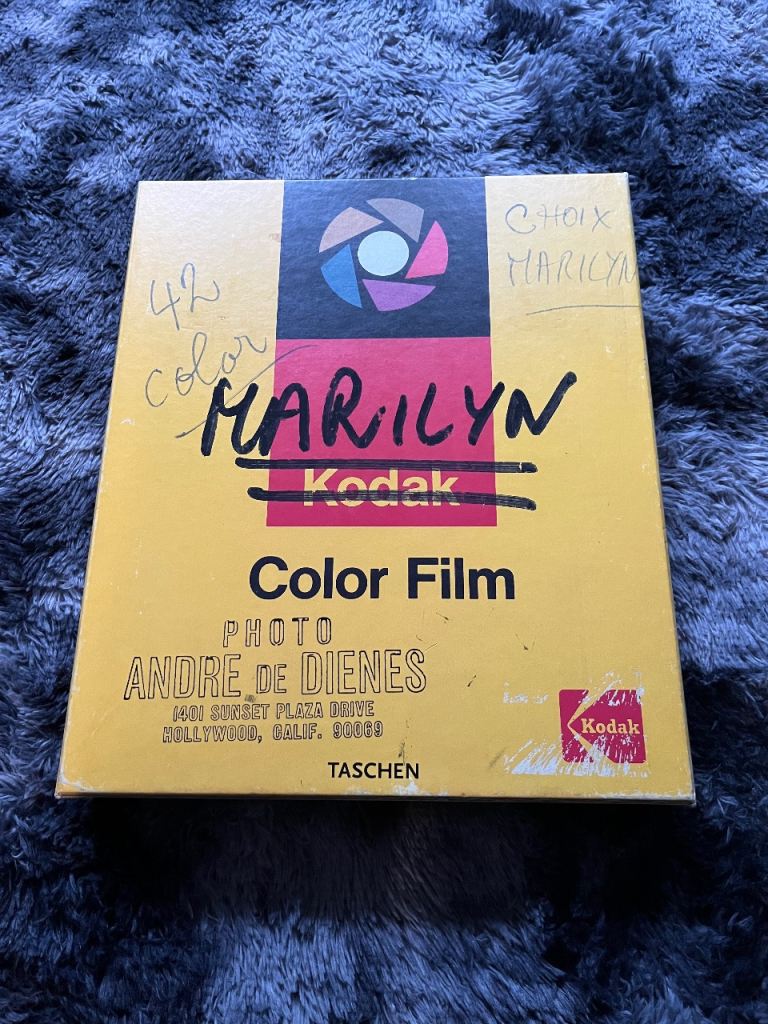 CHOIX
MARILYN
42
color
MARILYN
Kodak
Color Film
PHOTO
ANDRE DE DIENES
1401 SUNSET PLAZA DRIVE
HOLLYWOOD, CALIF. 90069
Kodak
TASCHEN